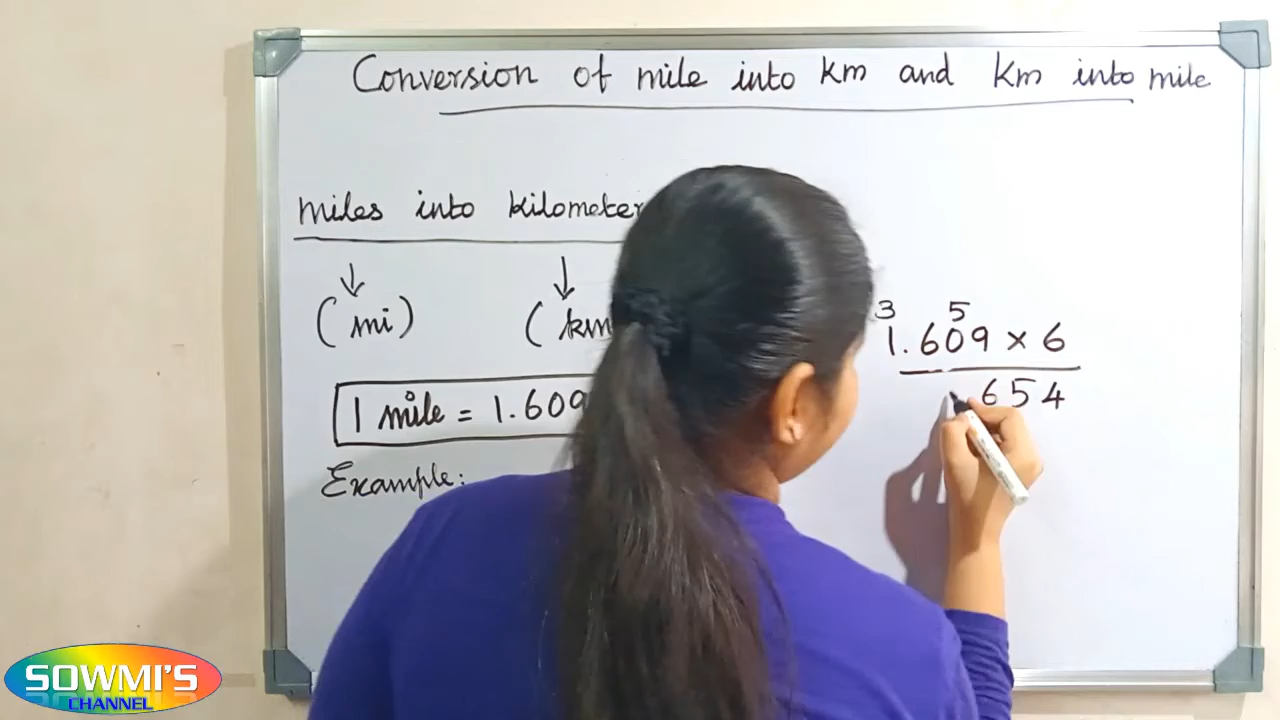 Conversion of mile into km and km into mile
miles into kilometer
(mi) (km
1 mile = 1.609
Example:
3 5
1.609 × 6
654
SOWMI'S
CHANNEL